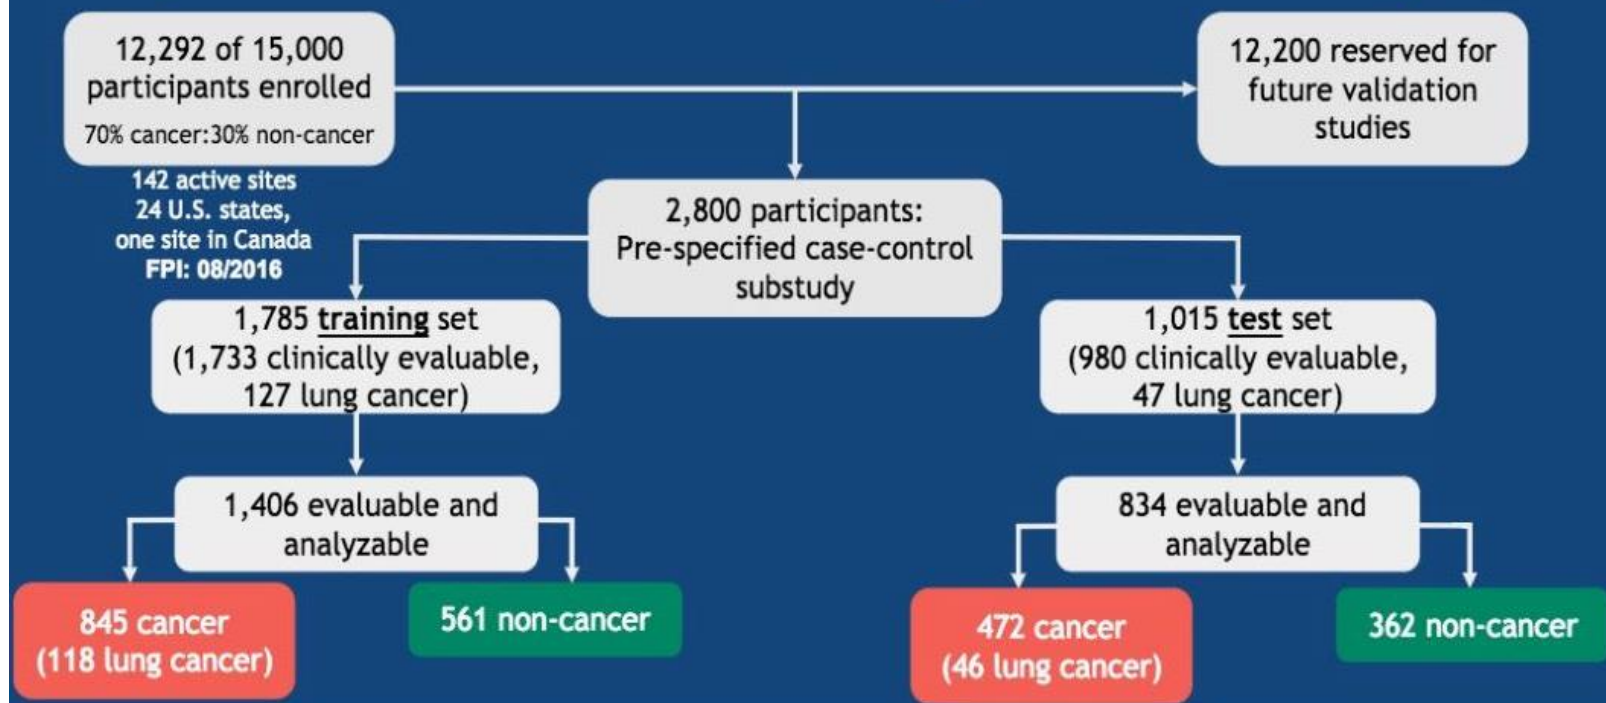 12,292 of 15,000
participants enrolled
70% cancer:30% non-cancer
142 active sites
24 U.S. states,
one site in Canada
FPI: 08/2016
12,200 reserved for
future validation
studies
2,800 participants:
Pre-specified case-control
substudy
1,785 training set
(1,733 clinically evaluable,
127 lung cancer)
1,015 test set
(980 clinically evaluable,
47 lung cancer)
1,406 evaluable and
analyzable
834 evaluable and
analyzable
845 cancer
(118 lung cancer)
561 non-cancer
472 cancer
(46 lung cancer)
362 non-cancer